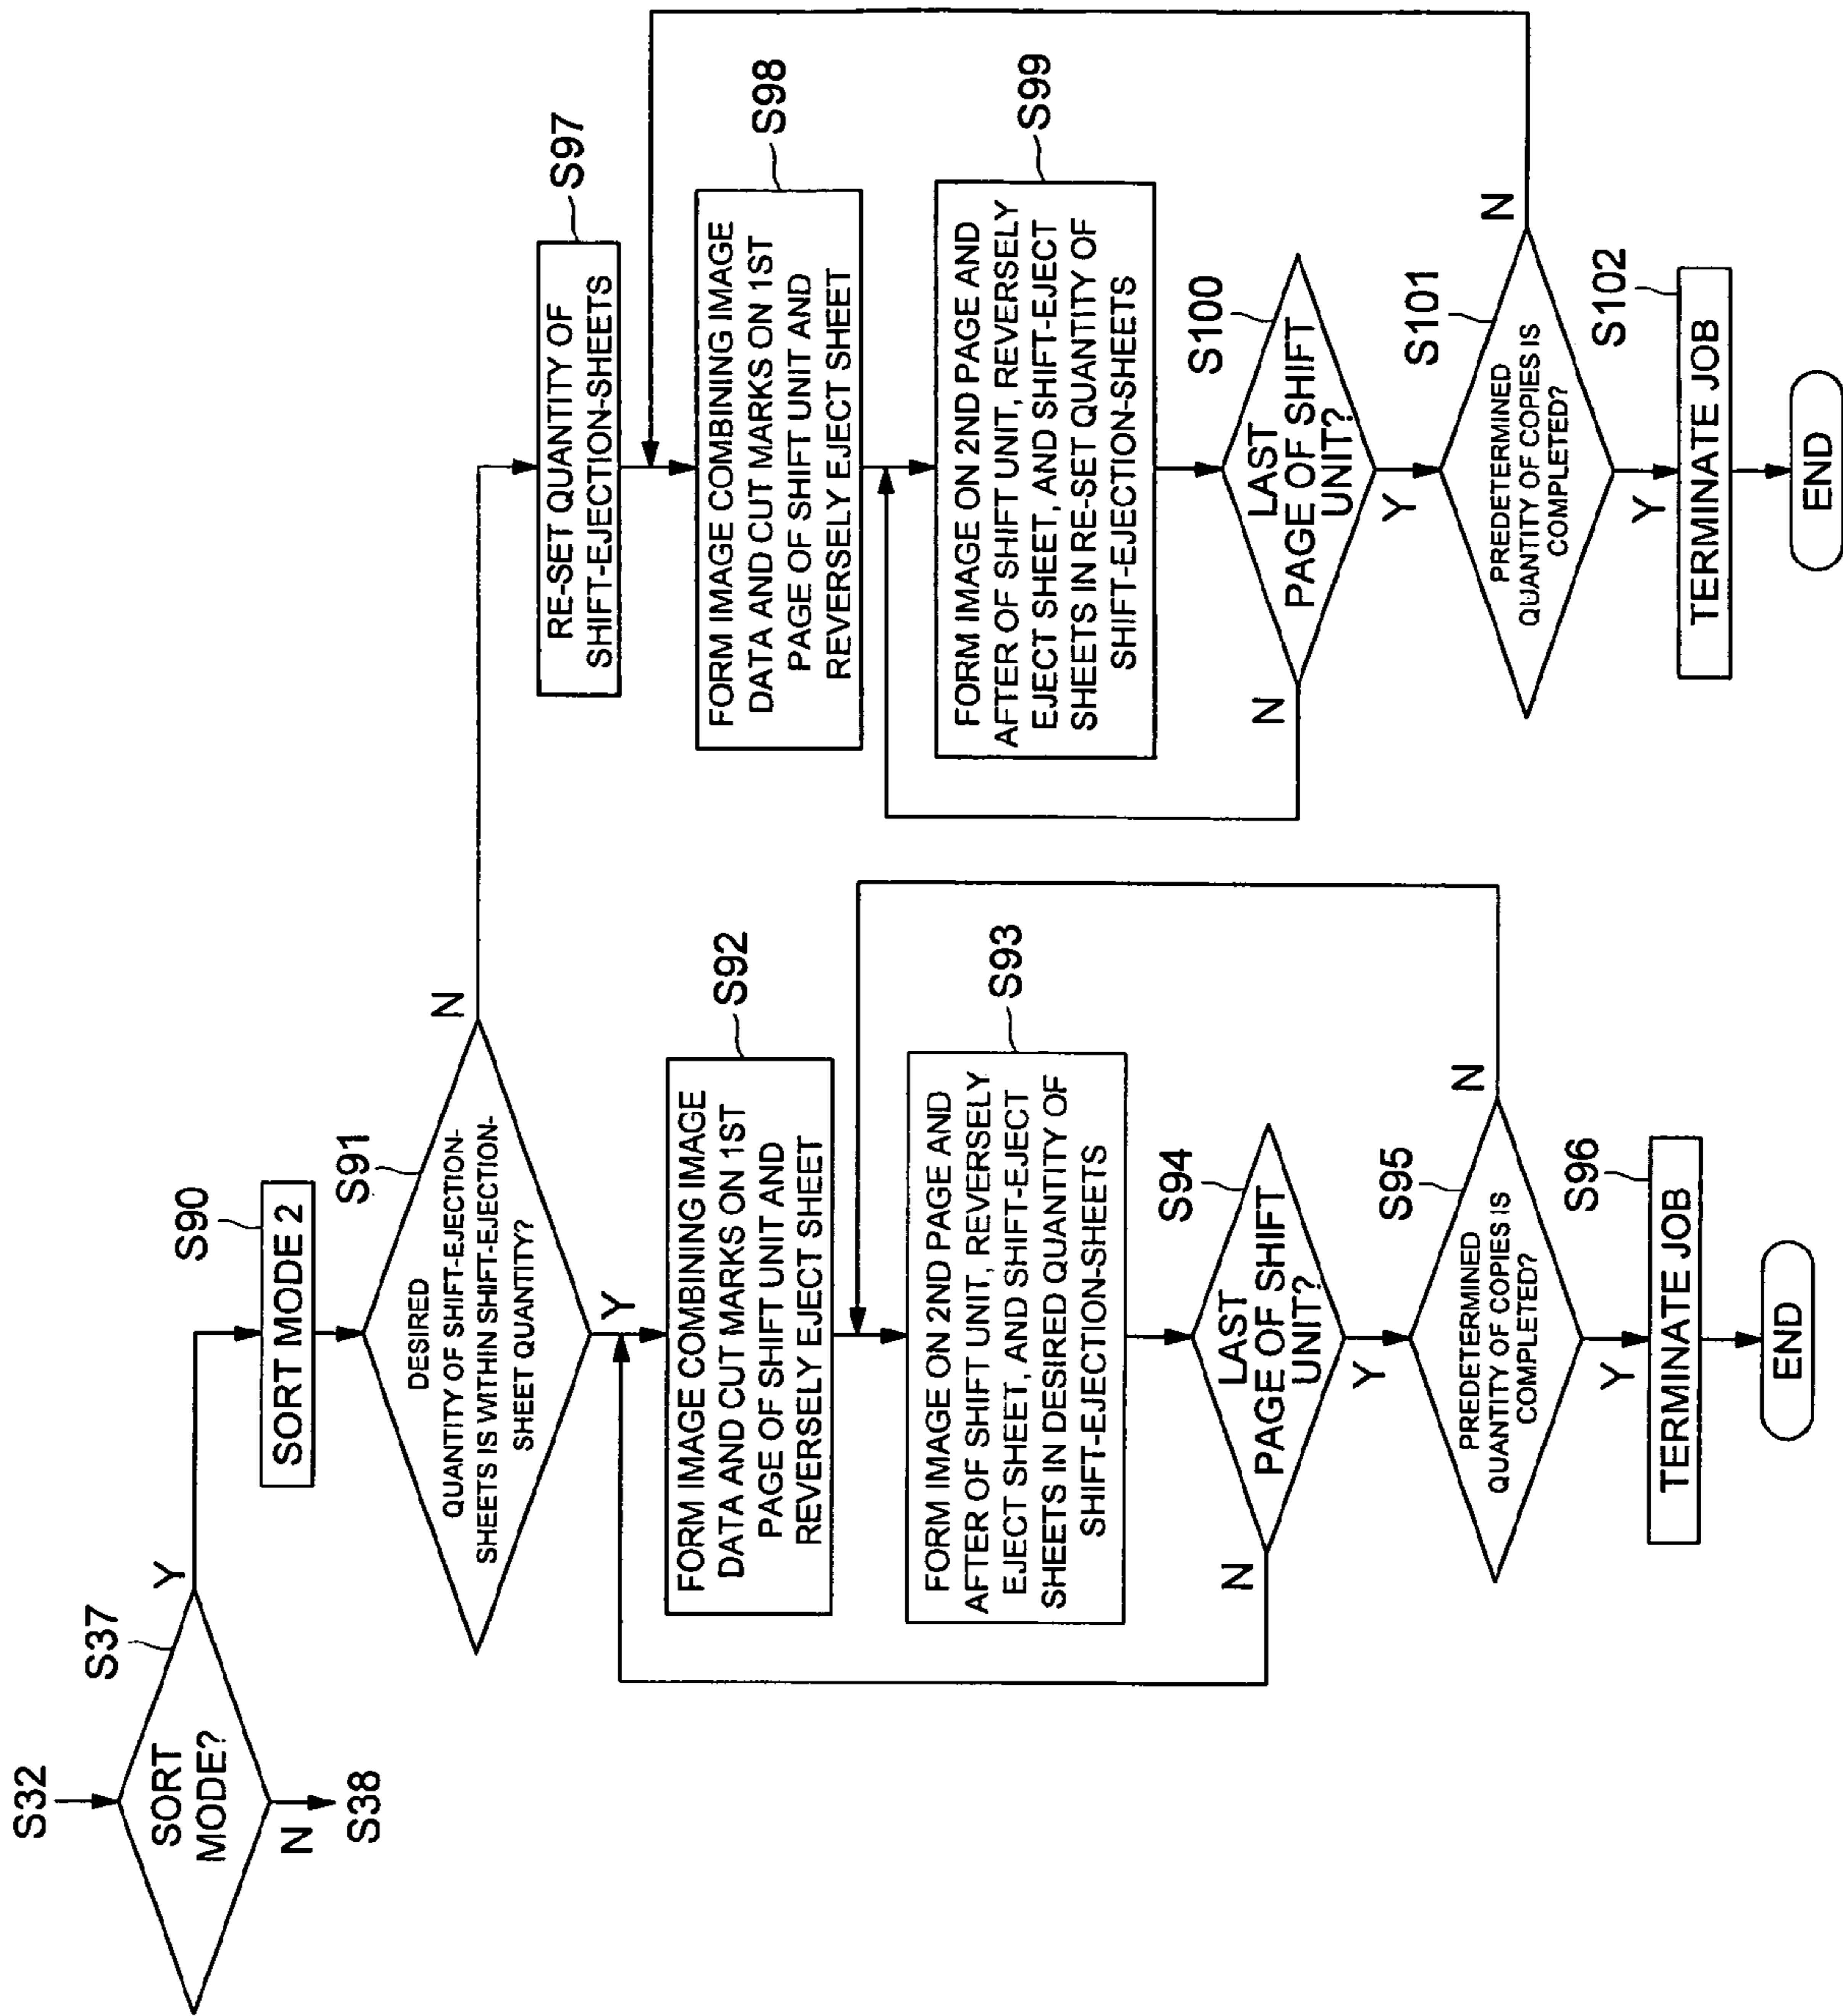 S32
SORT
MODE?
S37
Y
N
S38
S90
SORT MODE 2
S91
DESIRED
QUANTITY OF SHIFT-EJECTION-
SHEETS IS WITHIN SHIFT-EJECTION-
SHEET QUANTITY?
N
Y
S92
FORM IMAGE COMBINING IMAGE
DATA AND CUT MARKS ON 1ST
PAGE OF SHIFT UNIT AND
REVERSELY EJECT SHEET
S93
FORM IMAGE ON 2ND PAGE AND
AFTER OF SHIFT UNIT, REVERSELY
EJECT SHEET, AND SHIFT-EJECT
SHEETS IN DESIRED QUANTITY OF
SHIFT-EJECTION-SHEETS
S94
LAST
PAGE OF SHIFT
UNIT?
N
Y
S95
PREDETERMINED
QUANTITY OF COPIES IS
COMPLETED?
N
Y
S96
TERMINATE JOB
END
S97
RE-SET QUANTITY OF
SHIFT-EJECTION-SHEETS
S98
FORM IMAGE COMBINING IMAGE
DATA AND CUT MARKS ON 1ST
PAGE OF SHIFT UNIT AND
REVERSELY EJECT SHEET
S99
FORM IMAGE ON 2ND PAGE AND
AFTER OF SHIFT UNIT, REVERSELY
EJECT SHEET, AND SHIFT-EJECT
SHEETS IN RE-SET QUANTITY OF
SHIFT-EJECTION-SHEETS
S100
LAST
PAGE OF SHIFT
UNIT?
N
Y
S101
PREDETERMINED
QUANTITY OF COPIES IS
COMPLETED?
N
Y
S102
TERMINATE JOB
END